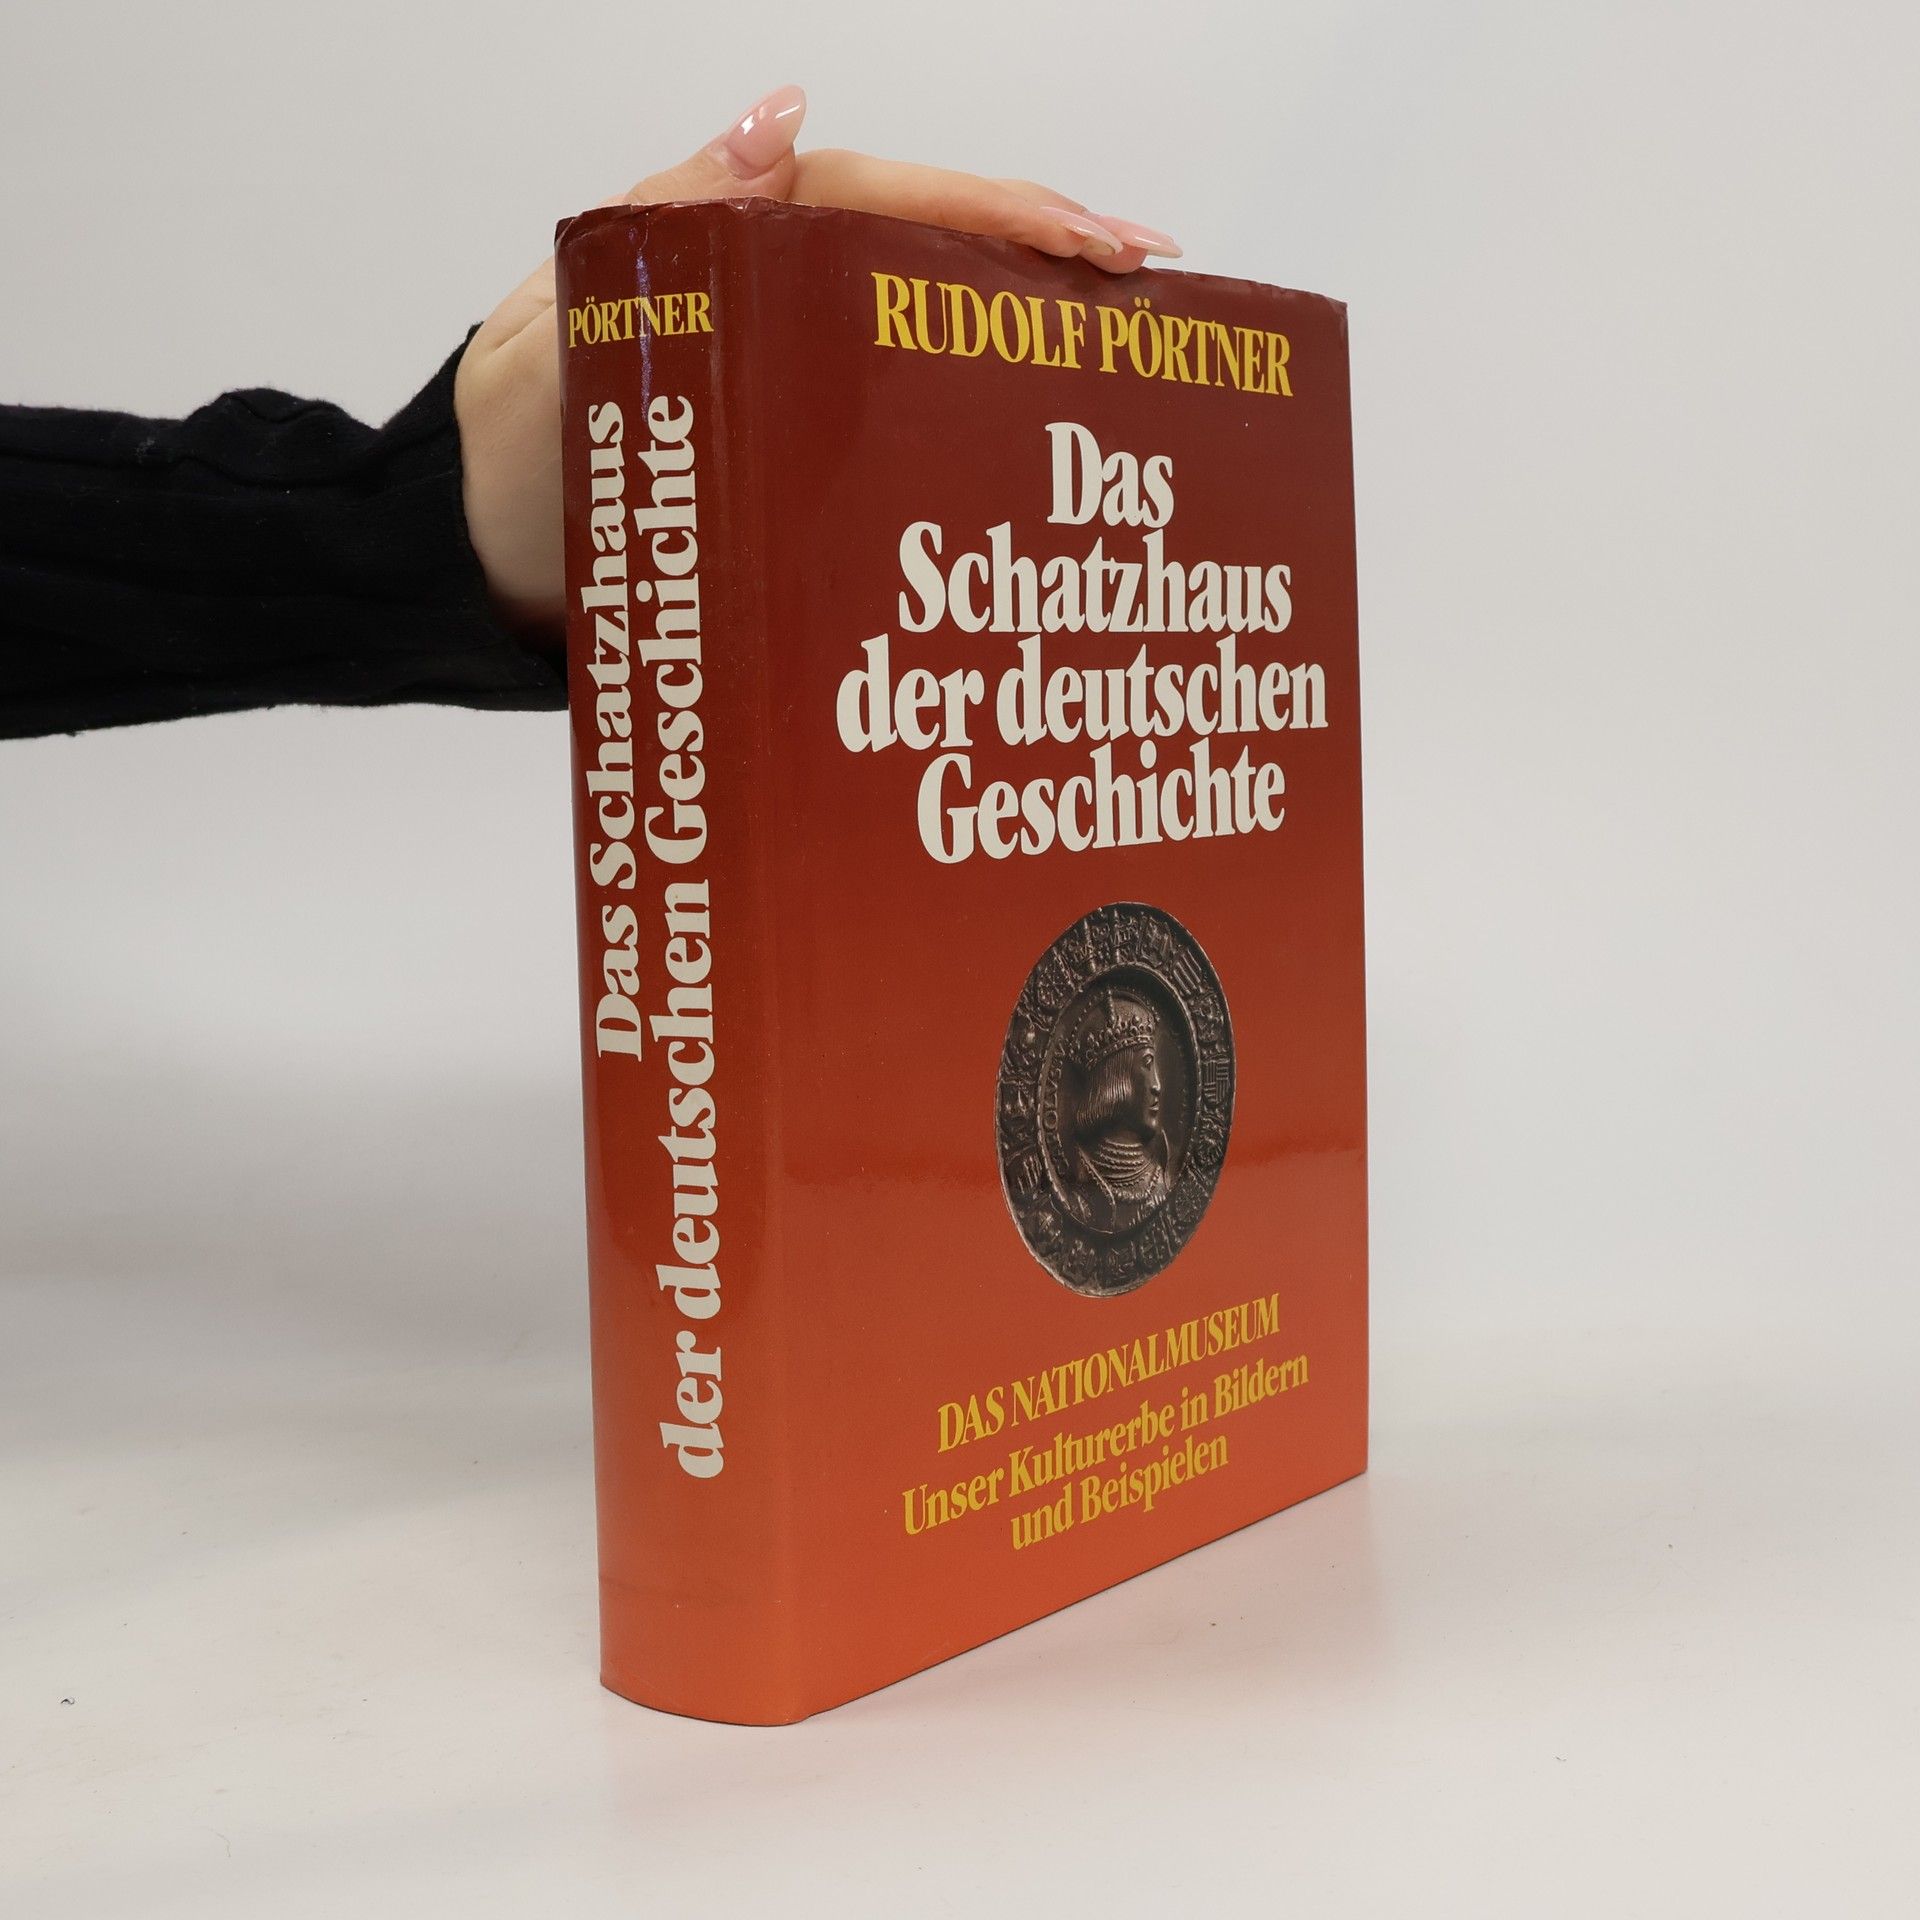 PÖRTNER
Das Schatzhaus
der deutschen Geschichte
RUDOLF PÖRTNER
Das
Schatzhaus
der deutschen
Geschichte
CAROLVS
DAS NATIONALMUSEUM
Unser Kulturerbe in Bildern
und Beispielen